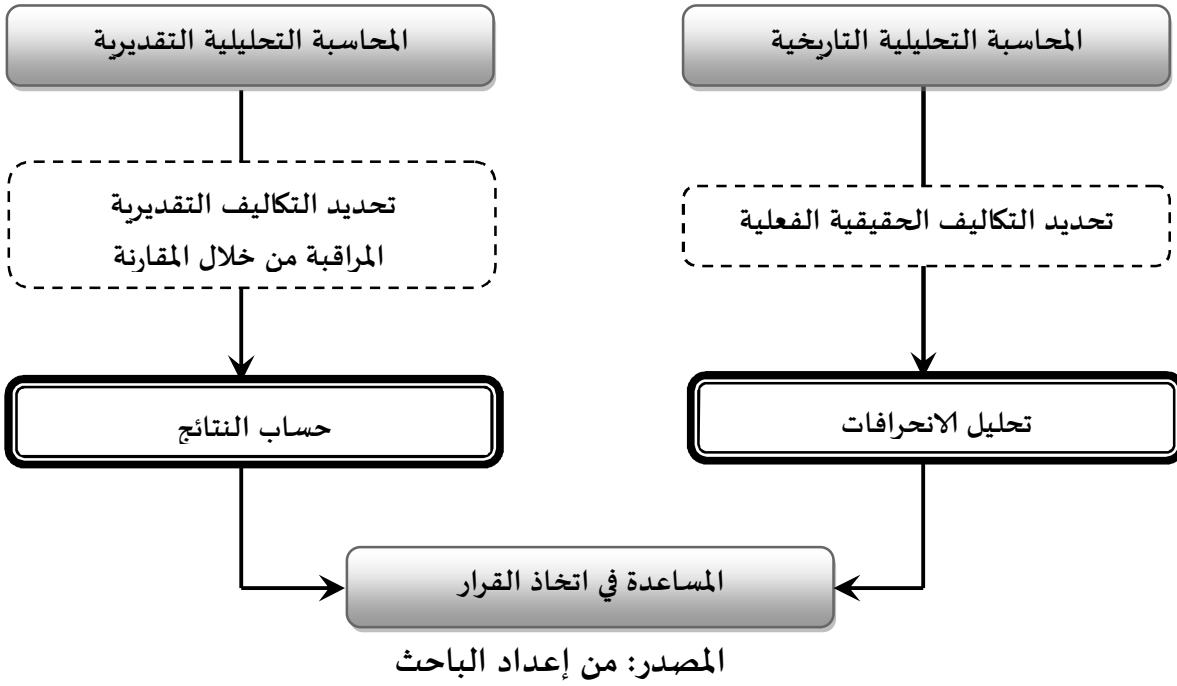 المحاسبة التحليلية التاريخية
المحاسبة التحليلية التقديرية
تحديد التكاليف الحقيقية الفعلية
تحديد التكاليف التقديرية
المراقبة من خلال المقارنة
تحليل الانحرافات
حساب النتائج
المساعدة في اتخاذ القرار
المصدر: من إعداد الباحث